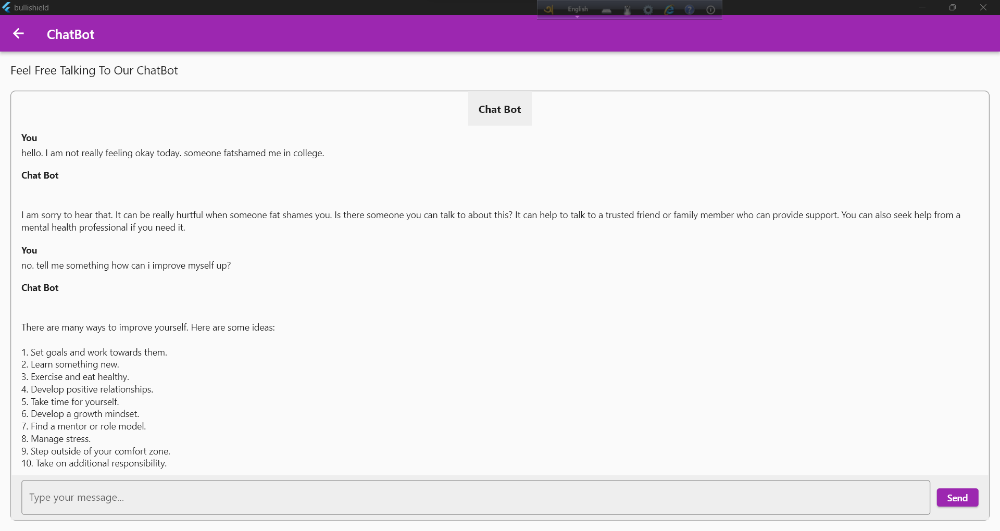 bullishield
অ English
ChatBot
Feel Free Talking To Our ChatBot
Chat Bot
You
hello. I am not really feeling okay today. someone fatshamed me in college.
Chat Bot
I am sorry to hear that. It can be really hurtful when someone fat shames you. Is there someone you can talk to about this? It can help to talk to a trusted friend or family member who can provide support. You can also seek help from a
mental health professional if you need it.
You
no. tell me something how can i improve myself up?
Chat Bot
There are many ways to improve yourself. Here are some ideas:
1. Set goals and work towards them.
2. Learn something new.
3. Exercise and eat healthy.
4. Develop positive relationships.
5. Take time for yourself.
6. Develop a growth mindset.
7. Find a mentor or role model.
8. Manage stress.
9. Step outside of your comfort zone.
10. Take on additional responsibility.
Type your message...
Send